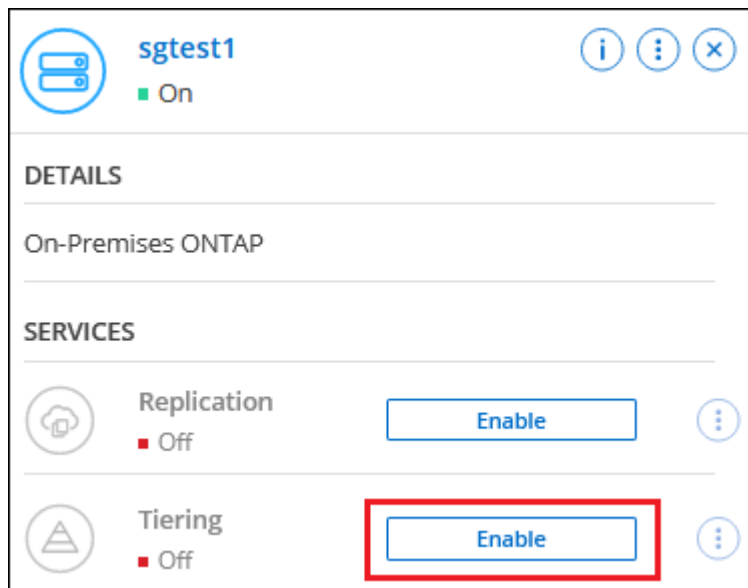 sgtest1
On
DETAILS
On-Premises ONTAP
SERVICES
Replication
Off
Enable
Tiering
Off
Enable